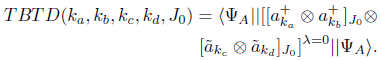 TBTD(k_a, k_b, k_c, k_d, J_0) = ⟨Ψ_A||[[a^+_{k_a} ⊗ a^+_{k_b}]_{J_0} ⊗
[ã_{k_c} ⊗ ã_{k_d}]_{J_0}]^{λ=0}||Ψ_A⟩.